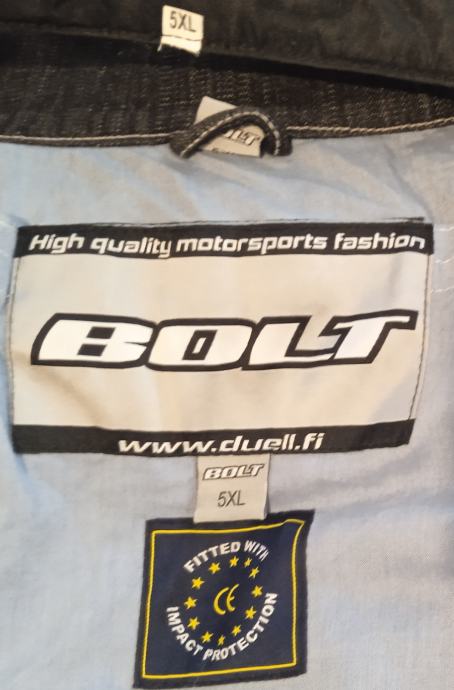 5XL
BOLT
High quality motorsports fashion
BOLT
www.duell.fi
BOLT
5XL
FITTED WITH
CE
IMPACT PROTECTION